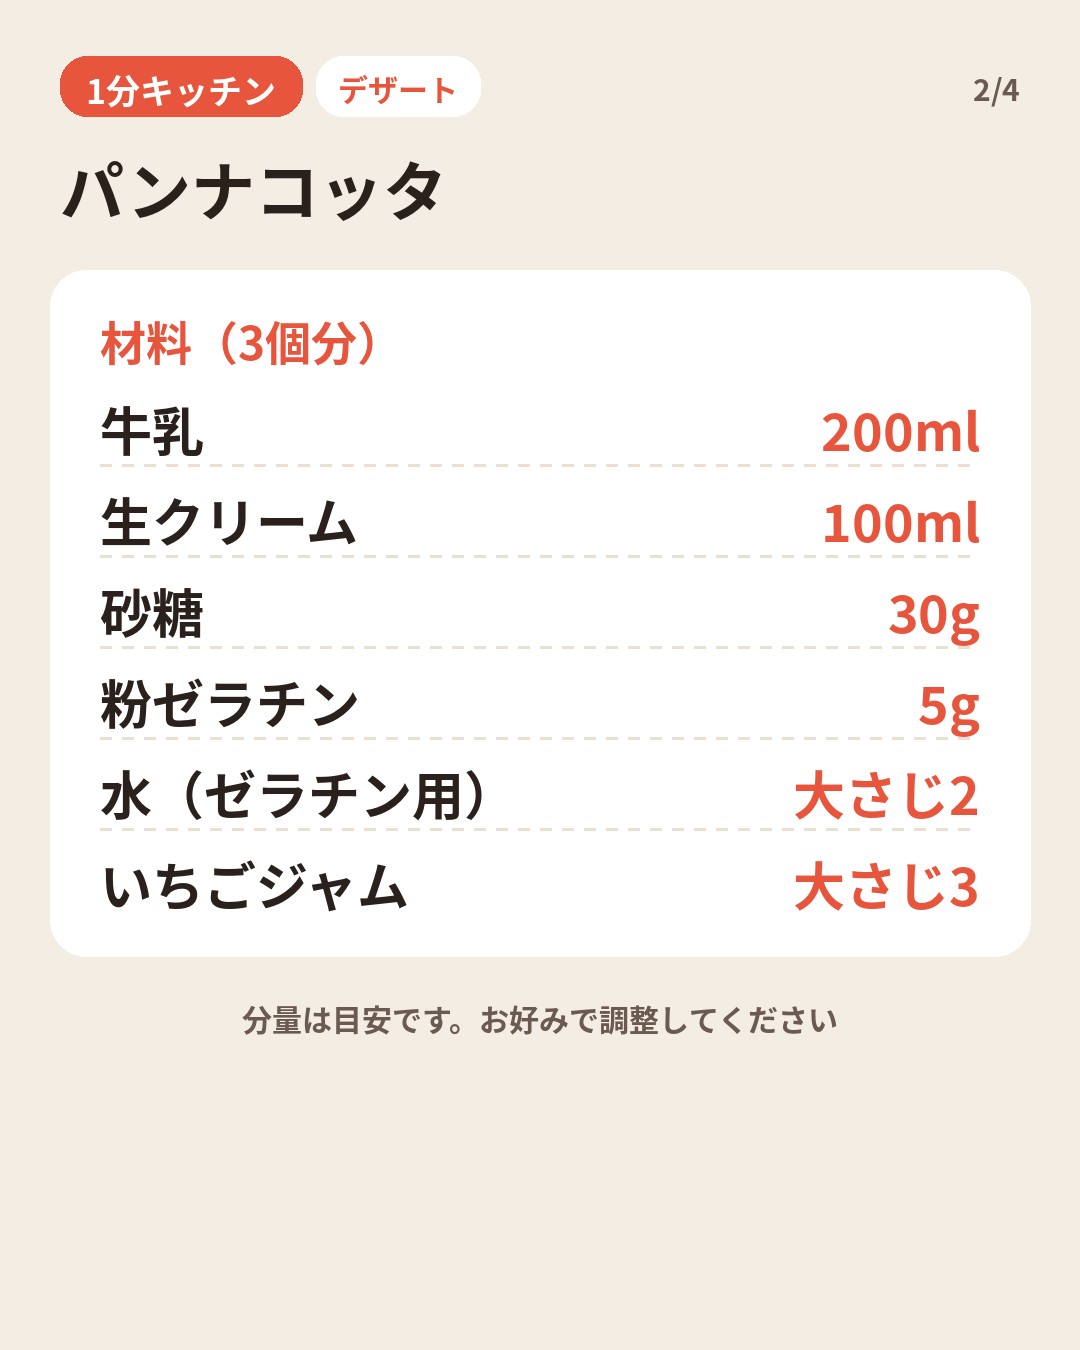 1分キッチン デザート 2/4
パンナコッタ
材料（3個分）
牛乳 200ml
生クリーム 100ml
砂糖 30g
粉ゼラチン 5g
水（ゼラチン用） 大さじ2
いちごジャム 大さじ3
分量は目安です。お好みで調整してください